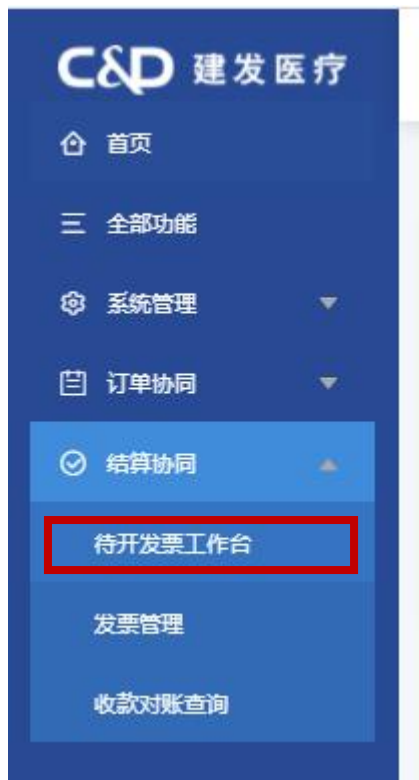 C&D 建发医疗
首页
全部功能
系统管理
订单协同
结算协同
待开发票工作台
发票管理
收款对账查询